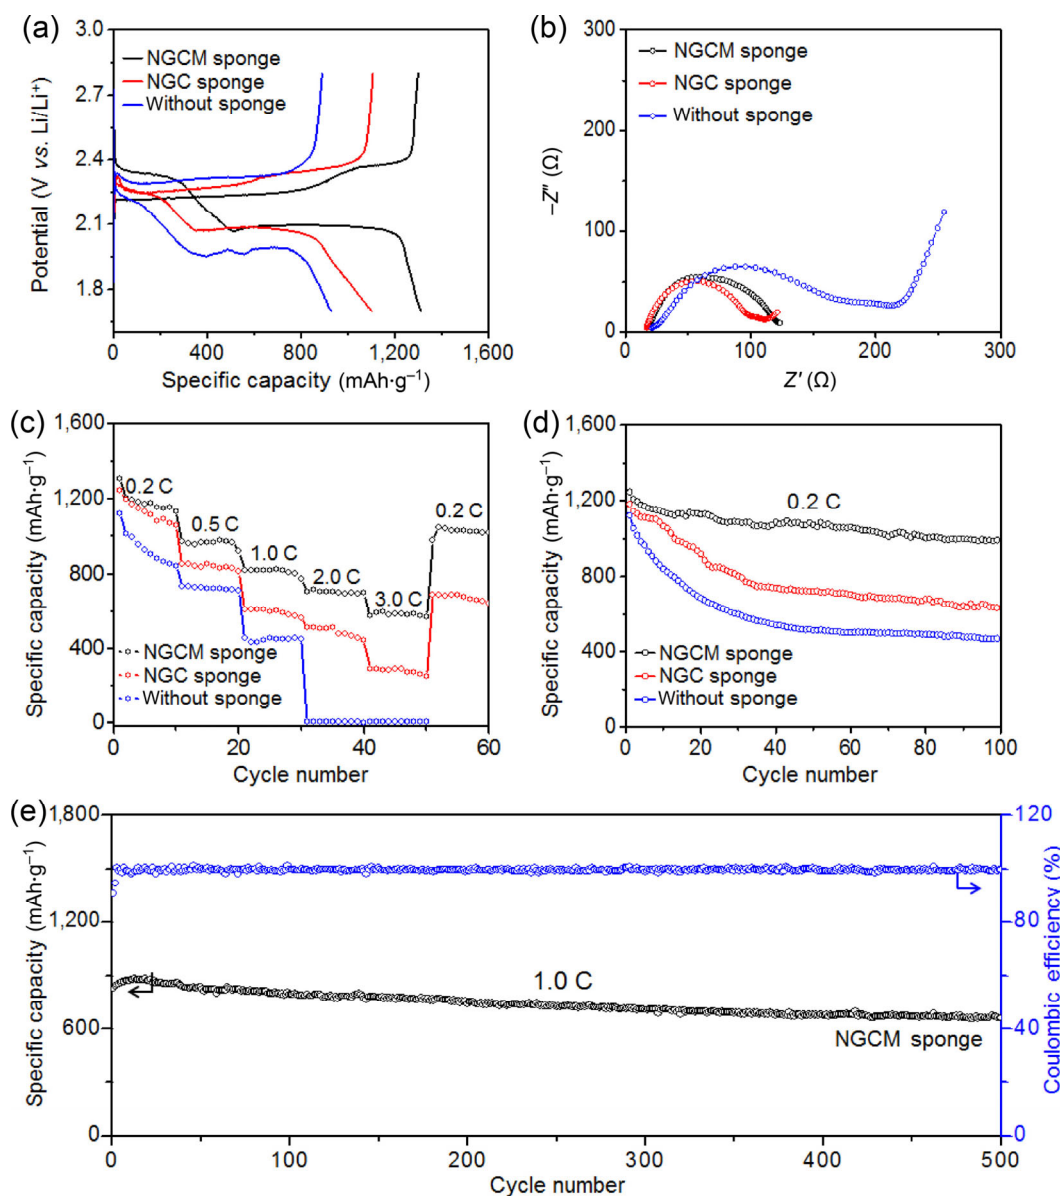 (a)
3.0
2.7
2.4
2.1
1.8
Potential (V vs. Li/Li⁺)
NGCM sponge
NGC sponge
Without sponge
0 400 800 1,200 1,600
Specific capacity (mAh·g⁻¹)
(b)
300
200
100
0
−Z″ (Ω)
NGCM sponge
NGC sponge
Without sponge
0 100 200 300
Z′ (Ω)
(c)
1,600
1,200
800
400
0
Specific capacity (mAh·g⁻¹)
0.2 C
0.5 C
1.0 C
2.0 C
3.0 C
0.2 C
NGCM sponge
NGC sponge
Without sponge
0 20 40 60
Cycle number
(d)
1,600
1,200
800
400
0
Specific capacity (mAh·g⁻¹)
0.2 C
NGCM sponge
NGC sponge
Without sponge
0 20 40 60 80 100
Cycle number
(e)
1,800
1,200
600
0
Specific capacity (mAh·g⁻¹)
1.0 C
NGCM sponge
120
80
40
0
Coulombic efficiency (%)
0 100 200 300 400 500
Cycle number